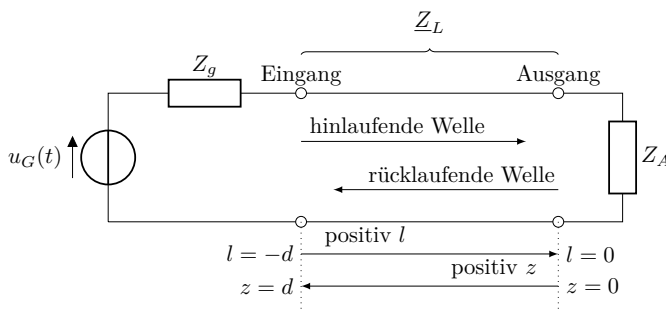 Z_L
Z_g
Eingang
Ausgang
hinlaufende Welle
u_G(t)
Z_A
rücklaufende Welle
positiv l
l = −d
l = 0
positiv z
z = d
z = 0